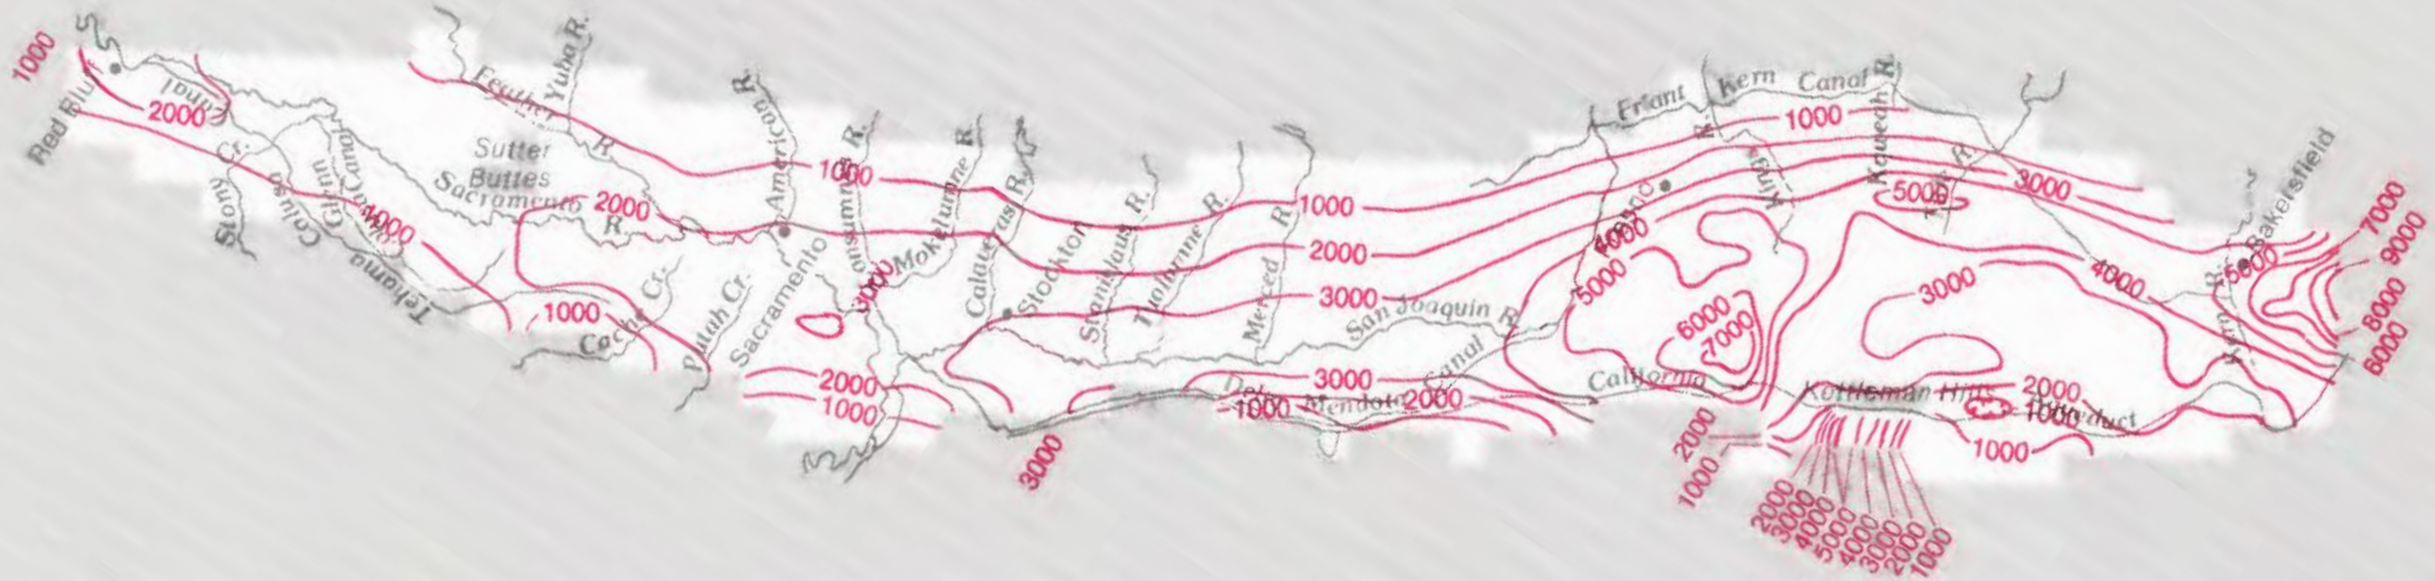 1000
Red Bluff
2000
Canal
Stony
Cr.
Colusa
Glenn
Canal
Tehama
1000
Feather
R
Yuba R.
Sutter
Buttes
Sacramento
R
2000
1000
Cache
Cr.
Putah Cr.
Sacramento
American R.
1000
Cosumnes R.
3000
Mokelumne R.
Calaveras R.
Stockton
Stanislaus R.
Tuolumne R.
Merced R.
2000
1000
3000
1000
2000
3000
San Joaquin R
3000
Delta Mendota
Canal
1000
2000
Friant Kern Canal
Fresno
4000
5000
6000
7000
California
Aqueduct
Kings
R.
1000
Kaweah
R.
5000
3000
R
3000
4000
Kettleman Hills
2000
1000
1000
2000
1000
2000
3000
4000
5000
4000
3000
2000
1000
Kern R.
5000
Bakersfield
7000
9000
8000
6000